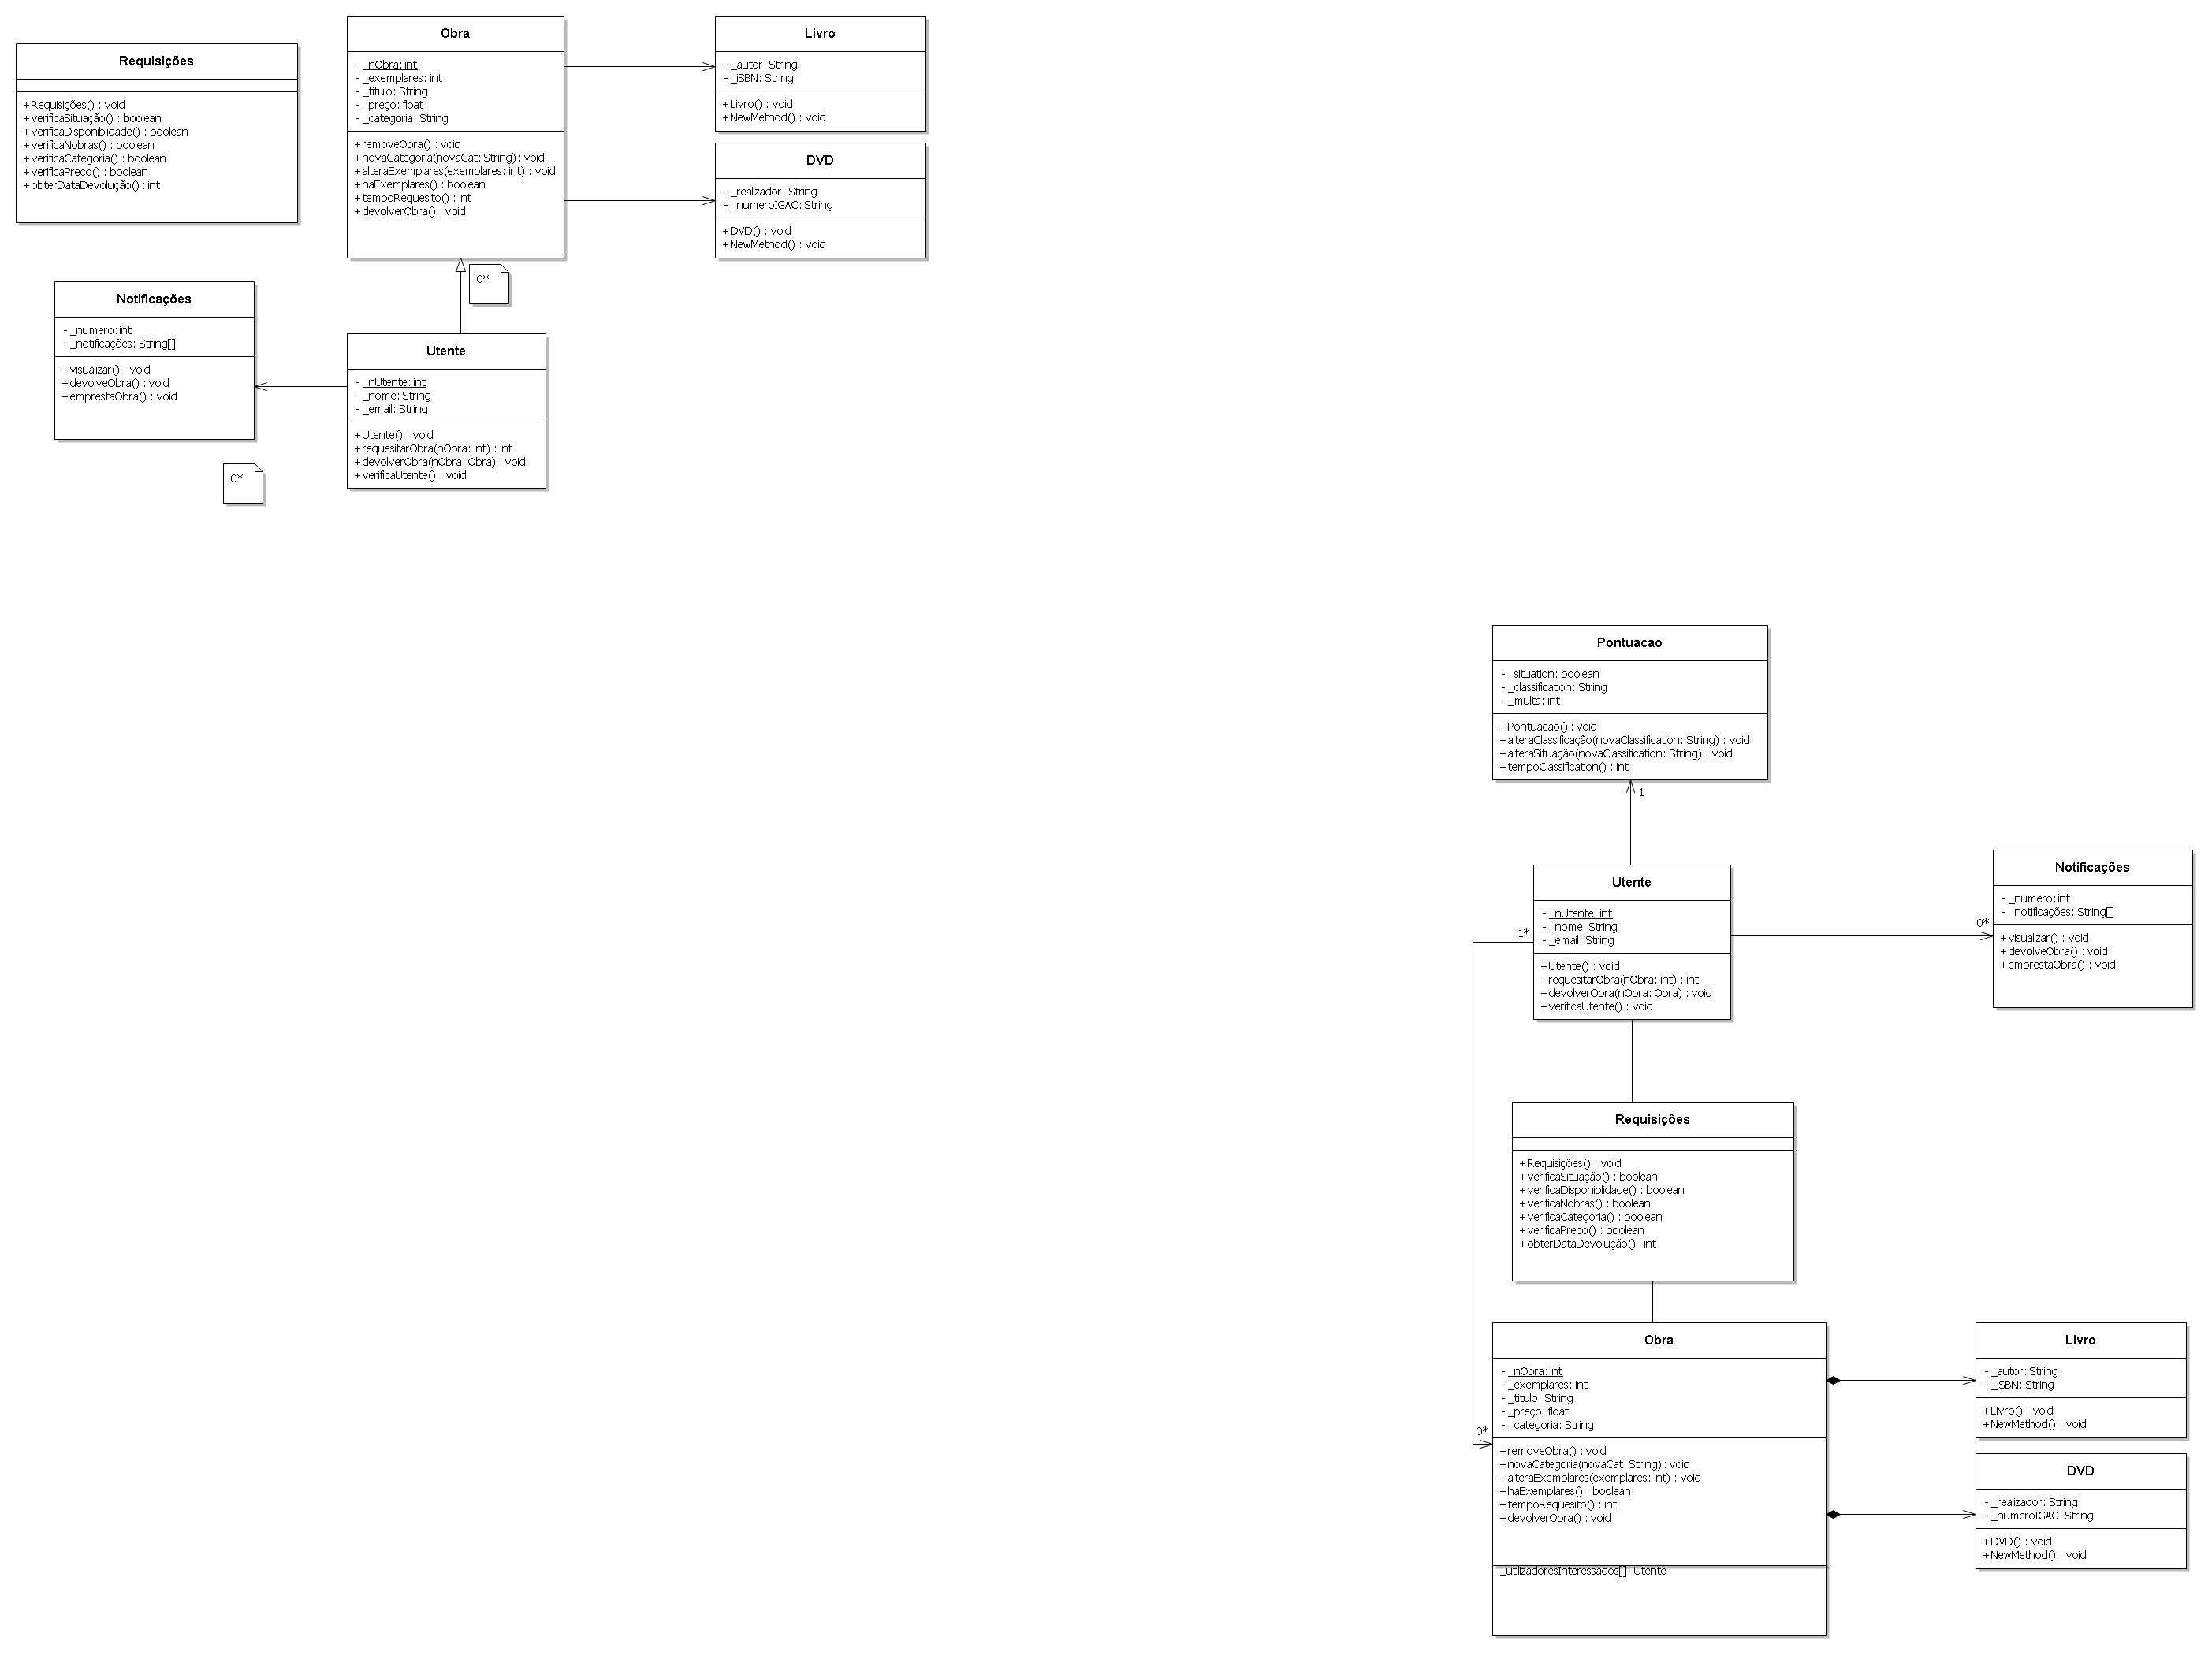 Requisições
+Requisições() : void
+verificaSituação() : boolean
+verificaDisponiblidade() : boolean
+verificaNobras() : boolean
+verificaCategoria() : boolean
+verificaPreco() : boolean
+obterDataDevolução() : int
Obra
- _nObra: int
- _exemplares: int
- _titulo: String
- _preço: float
- _categoria: String
+removeObra() : void
+novaCategoria(novaCat: String) : void
+alteraExemplares(exemplares: int) : void
+haExemplares() : boolean
+tempoRequesito() : int
+devolverObra() : void
Livro
- _autor: String
- _iSBN: String
+Livro() : void
+NewMethod() : void
DVD
- _realizador: String
- _numeroIGAC: String
+DVD() : void
+NewMethod() : void
0*
Notificações
- _numero: int
- _notificações: String[]
+visualizar() : void
+devolveObra() : void
+emprestaObra() : void
Utente
- _nUtente: int
- _nome: String
- _email: String
+Utente() : void
+requesitarObra(nObra: int) : int
+devolverObra(nObra: Obra) : void
+verificaUtente() : void
0*
Pontuacao
- _situation: boolean
- _classification: String
- _multa: int
+Pontuacao() : void
+alteraClassificação(novaClassification: String) : void
+alteraSituação(novaClassification: String) : void
+tempoClassification() : int
1
Utente
- _nUtente: int
- _nome: String
- _email: String
+Utente() : void
+requesitarObra(nObra: int) : int
+devolverObra(nObra: Obra) : void
+verificaUtente() : void
1*
0*
Notificações
- _numero: int
- _notificações: String[]
+visualizar() : void
+devolveObra() : void
+emprestaObra() : void
Requisições
+Requisições() : void
+verificaSituação() : boolean
+verificaDisponiblidade() : boolean
+verificaNobras() : boolean
+verificaCategoria() : boolean
+verificaPreco() : boolean
+obterDataDevolução() : int
Obra
- _nObra: int
- _exemplares: int
- _titulo: String
- _preço: float
- _categoria: String
0*
+removeObra() : void
+novaCategoria(novaCat: String) : void
+alteraExemplares(exemplares: int) : void
+haExemplares() : boolean
+tempoRequesito() : int
+devolverObra() : void
_utilizadoresInteressados[]: Utente
Livro
- _autor: String
- _iSBN: String
+Livro() : void
+NewMethod() : void
DVD
- _realizador: String
- _numeroIGAC: String
+DVD() : void
+NewMethod() : void